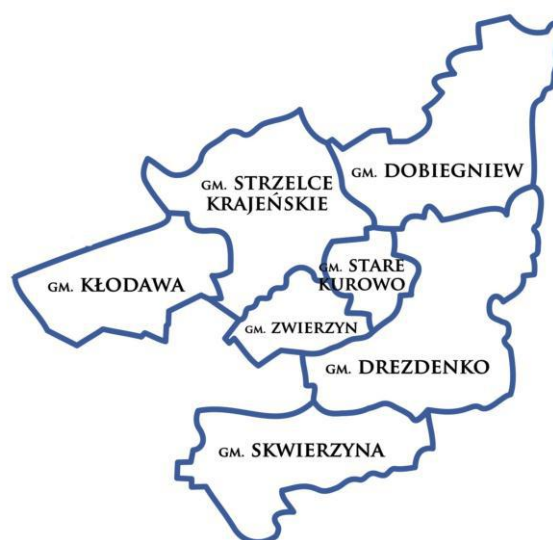 GM. DOBIEGNIEW
GM. STRZELCE
KRAJEŃSKIE
GM. STARE
KUROWO
GM. KŁODAWA
GM. ZWIERZYN
GM. DREZDENKO
GM. SKWIERZYNA